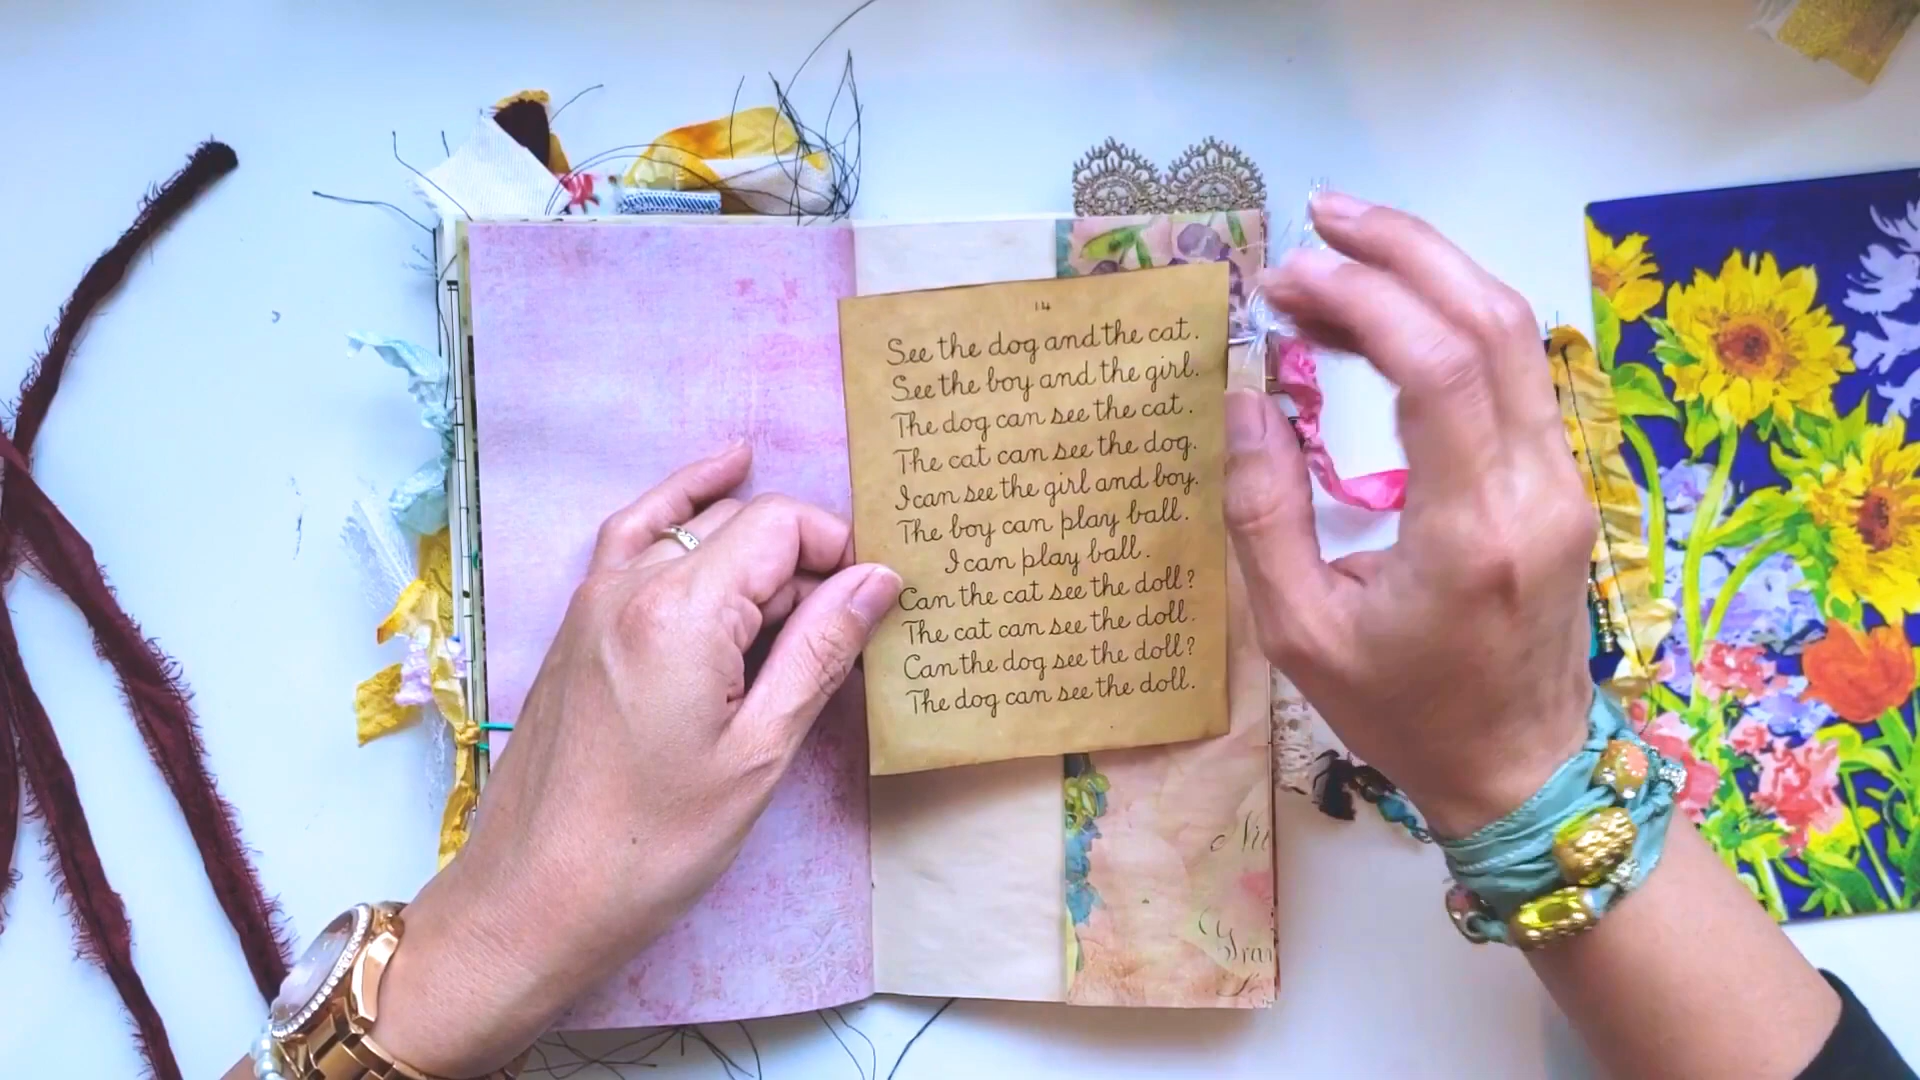 14
See the dog and the cat.
See the boy and the girl.
The dog can see the cat.
The cat can see the dog.
I can see the girl and boy.
The boy can play ball.
I can play ball.
Can the cat see the doll?
The cat can see the doll.
Can the dog see the doll?
The dog can see the doll.